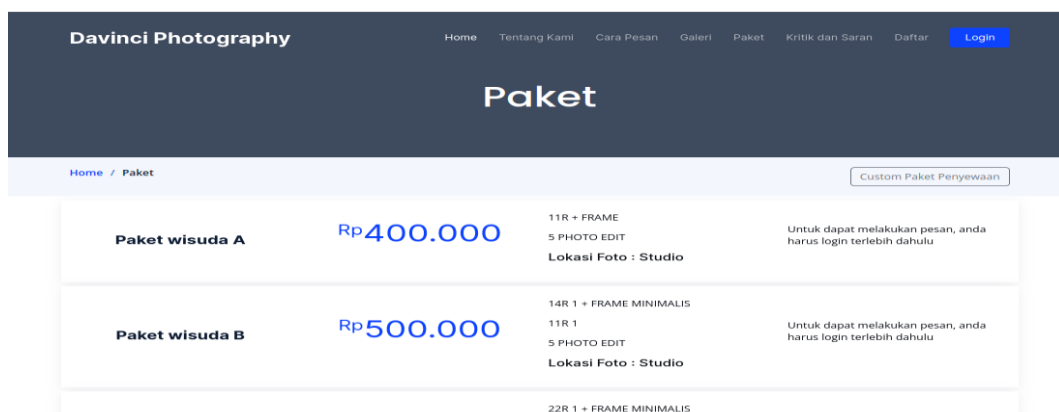 Davinci Photography
Home Tentang Kami Cara Pesan Galeri Paket Kritik dan Saran Daftar Login
Paket
Home / Paket
Custom Paket Penyewaan
Paket wisuda A
Rp400.000
11R + FRAME
5 PHOTO EDIT
Lokasi Foto : Studio
Untuk dapat melakukan pesan, anda
harus login terlebih dahulu
Paket wisuda B
Rp500.000
14R 1 + FRAME MINIMALIS
11R 1
5 PHOTO EDIT
Lokasi Foto : Studio
Untuk dapat melakukan pesan, anda
harus login terlebih dahulu
22R 1 + FRAME MINIMALIS